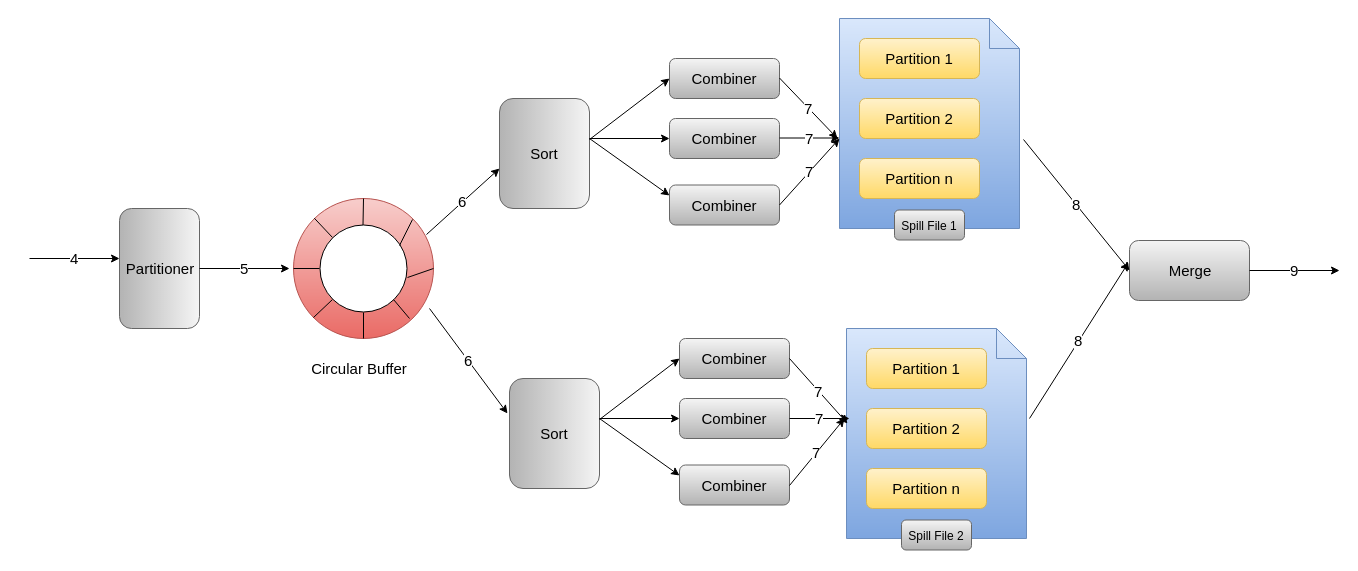 4
Partitioner
5
Circular Buffer
6
6
Sort
Combiner
Combiner
Combiner
7
7
7
Partition 1
Partition 2
Partition n
Spill File 1
Sort
Combiner
Combiner
Combiner
7
7
7
Partition 1
Partition 2
Partition n
Spill File 2
8
8
Merge
9